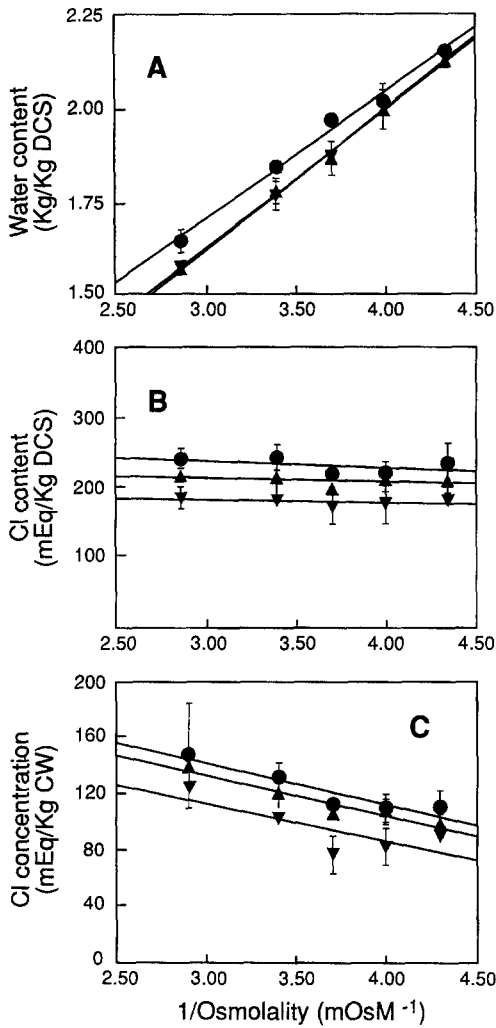 2.25
A
2.00
Water content
(Kg/Kg DCS)
1.75
1.50
2.50 3.00 3.50 4.00 4.50
400
B
300
Cl content
(mEq/Kg DCS)
200
100
2.50 3.00 3.50 4.00 4.50
200
C
160
Cl concentration
(mEq/Kg CW)
120
80
40
0
2.50 3.00 3.50 4.00 4.50
1/Osmolality (mOsM -1)